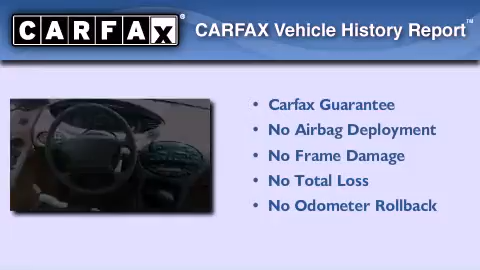 CARFAX® CARFAX Vehicle History Report™
• Carfax Guarantee
• No Airbag Deployment
• No Frame Damage
• No Total Loss
• No Odometer Rollback